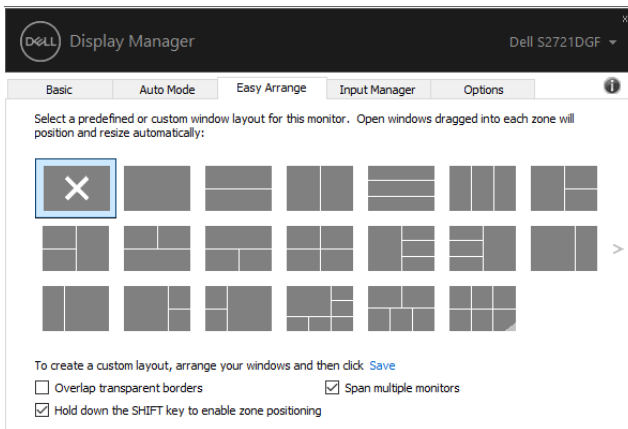 DELL Display Manager
Dell S2721DGF
Basic Auto Mode Easy Arrange Input Manager Options
Select a predefined or custom window layout for this monitor. Open windows dragged into each zone will
position and resize automatically:
To create a custom layout, arrange your windows and then click Save
Overlap transparent borders
Span multiple monitors
Hold down the SHIFT key to enable zone positioning